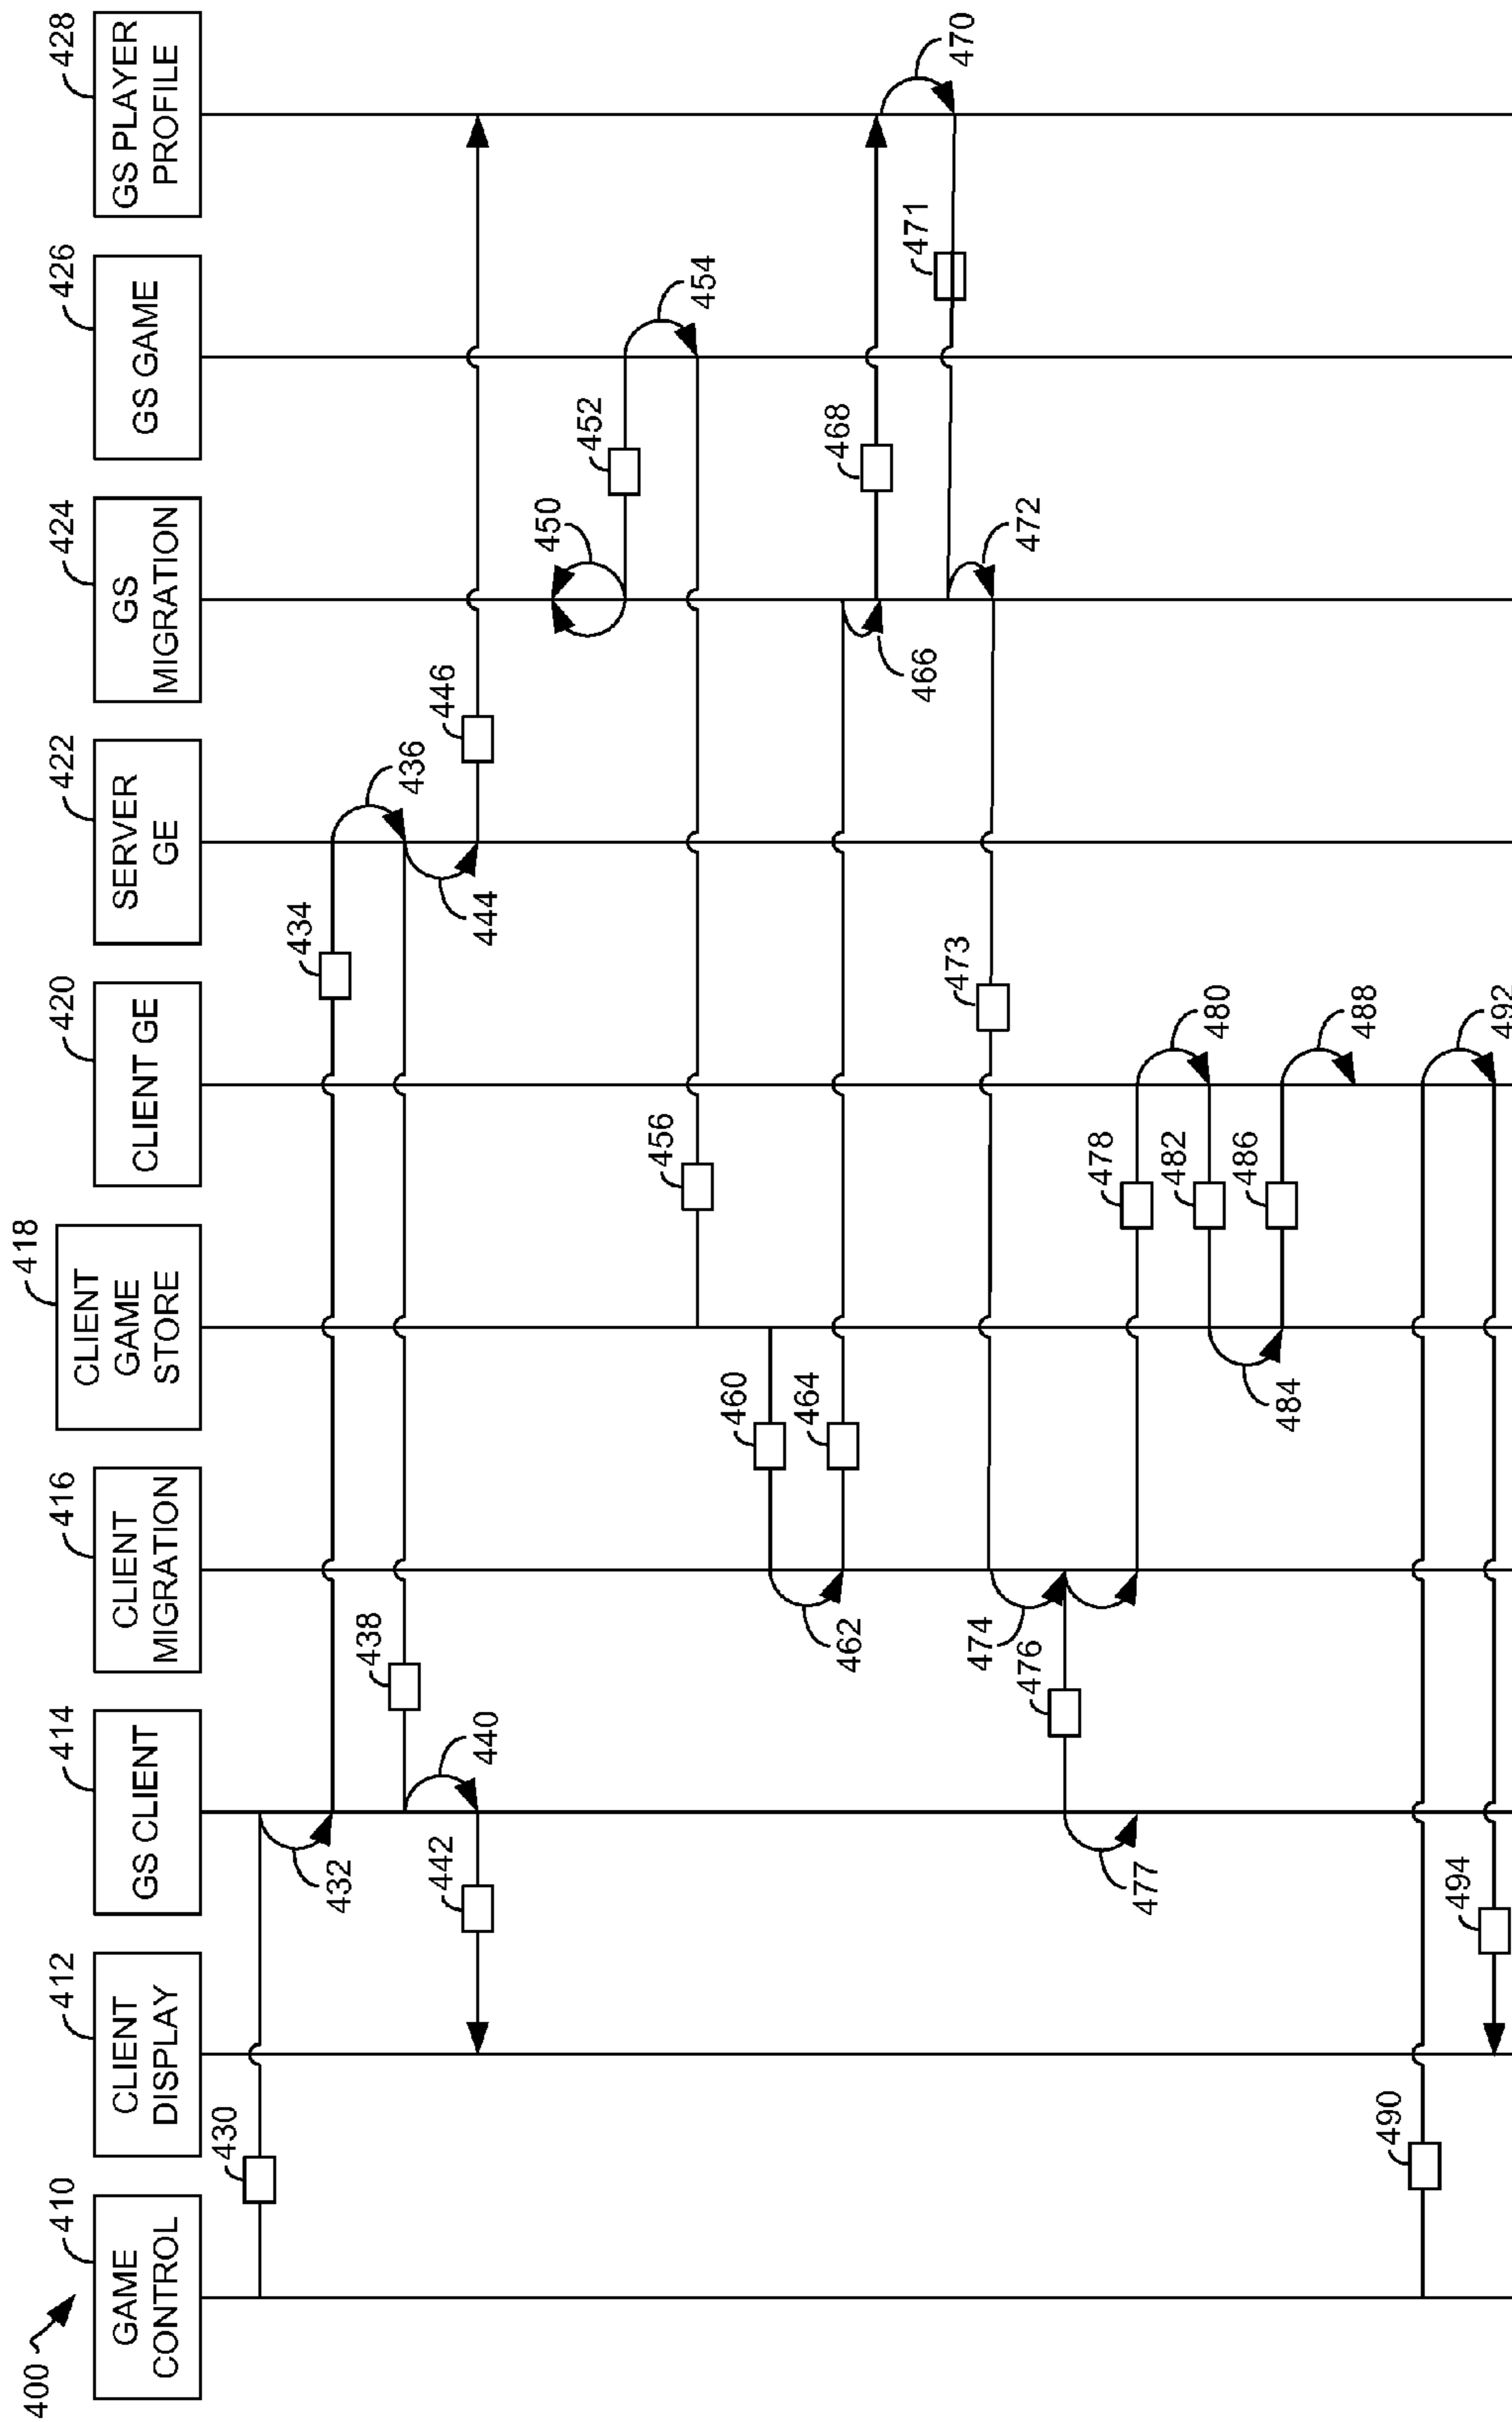 400
410
GAME
CONTROL
412
CLIENT
DISPLAY
414
GS CLIENT
416
CLIENT
MIGRATION
418
CLIENT
GAME
STORE
420
CLIENT GE
422
SERVER
GE
424
GS
MIGRATION
426
GS GAME
428
GS PLAYER
PROFILE
430
432
434
436
438
440
442
444
446
450
452
454
456
460
462
464
466
468
470
471
472
473
474
476
477
478
480
482
484
486
488
490
492
494